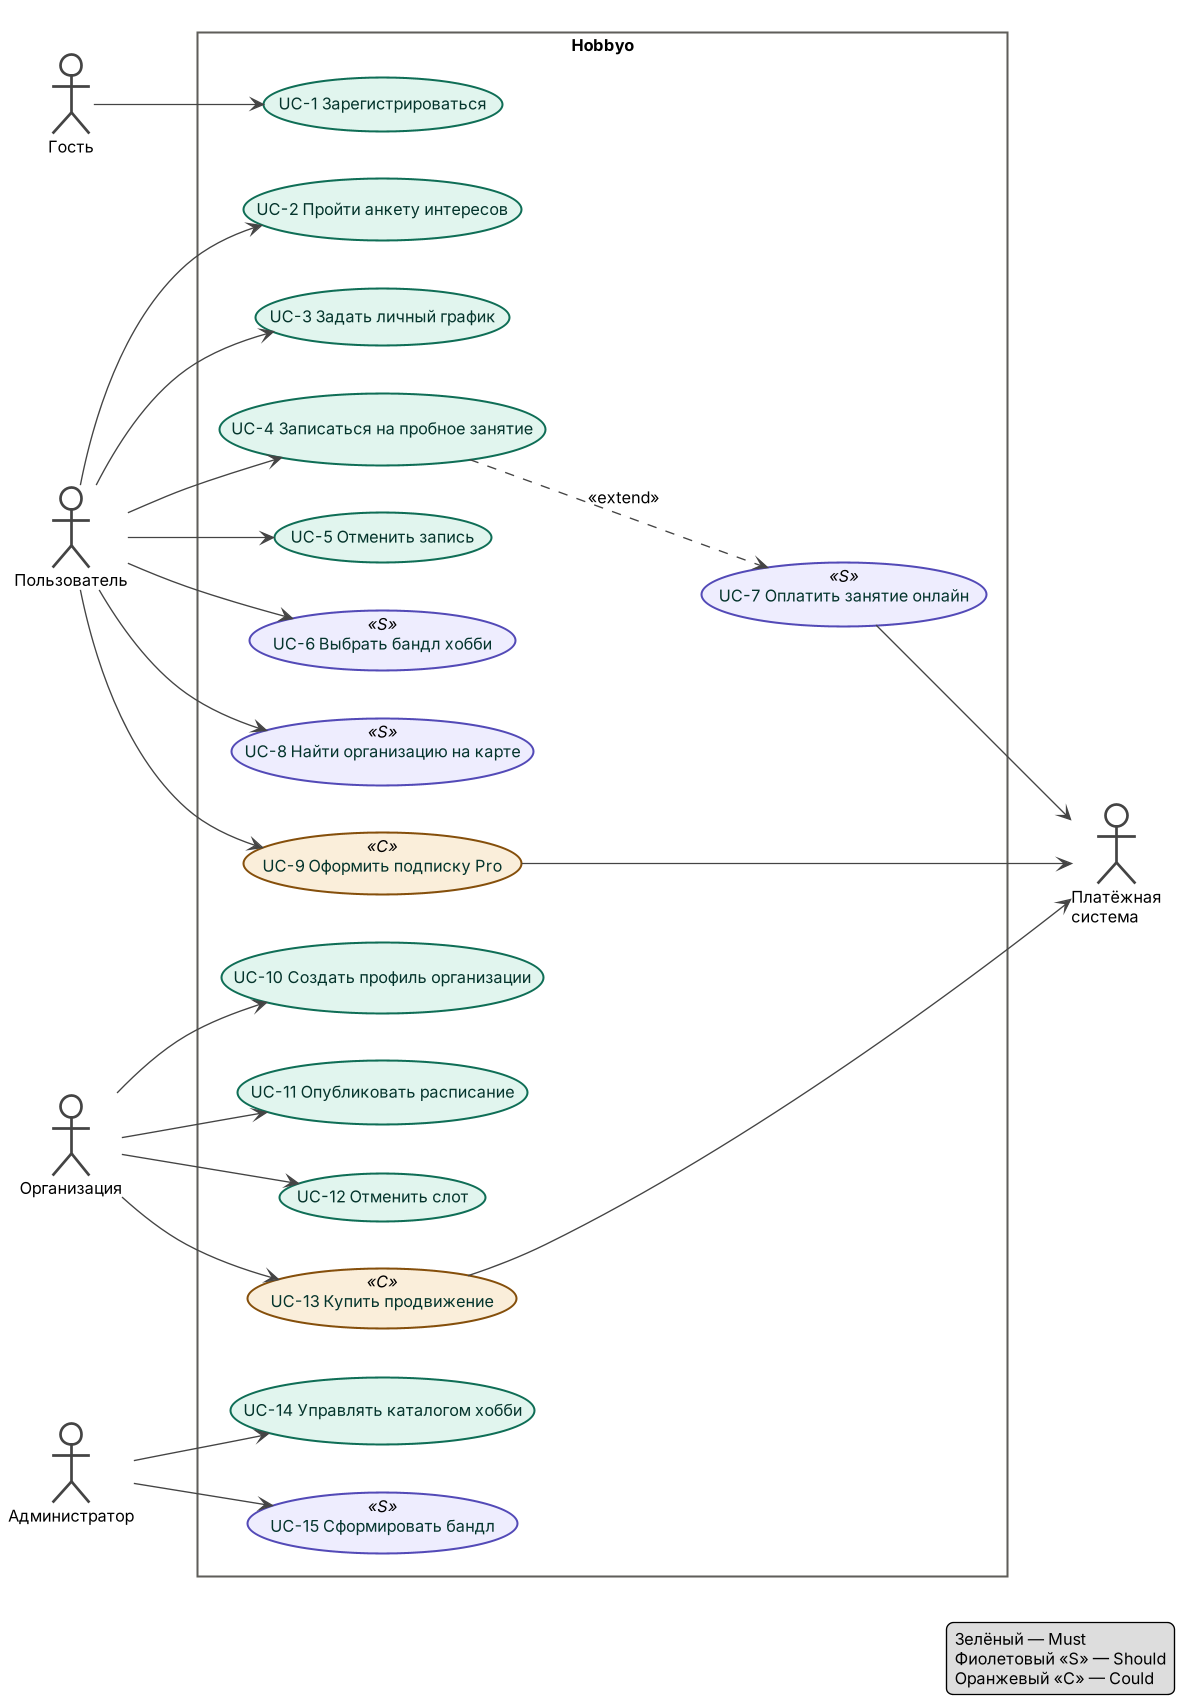 Hobbyo
Гость
UC-1 Зарегистрироваться
UC-2 Пройти анкету интересов
UC-3 Задать личный график
UC-4 Записаться на пробное занятие
«extend»
Пользователь
UC-5 Отменить запись
«S»
UC-7 Оплатить занятие онлайн
«S»
UC-6 Выбрать бандл хобби
«S»
UC-8 Найти организацию на карте
«C»
UC-9 Оформить подписку Pro
Платёжная
система
UC-10 Создать профиль организации
UC-11 Опубликовать расписание
Организация
UC-12 Отменить слот
«C»
UC-13 Купить продвижение
UC-14 Управлять каталогом хобби
Администратор
«S»
UC-15 Сформировать бандл
Зелёный — Must
Фиолетовый «S» — Should
Оранжевый «C» — Could